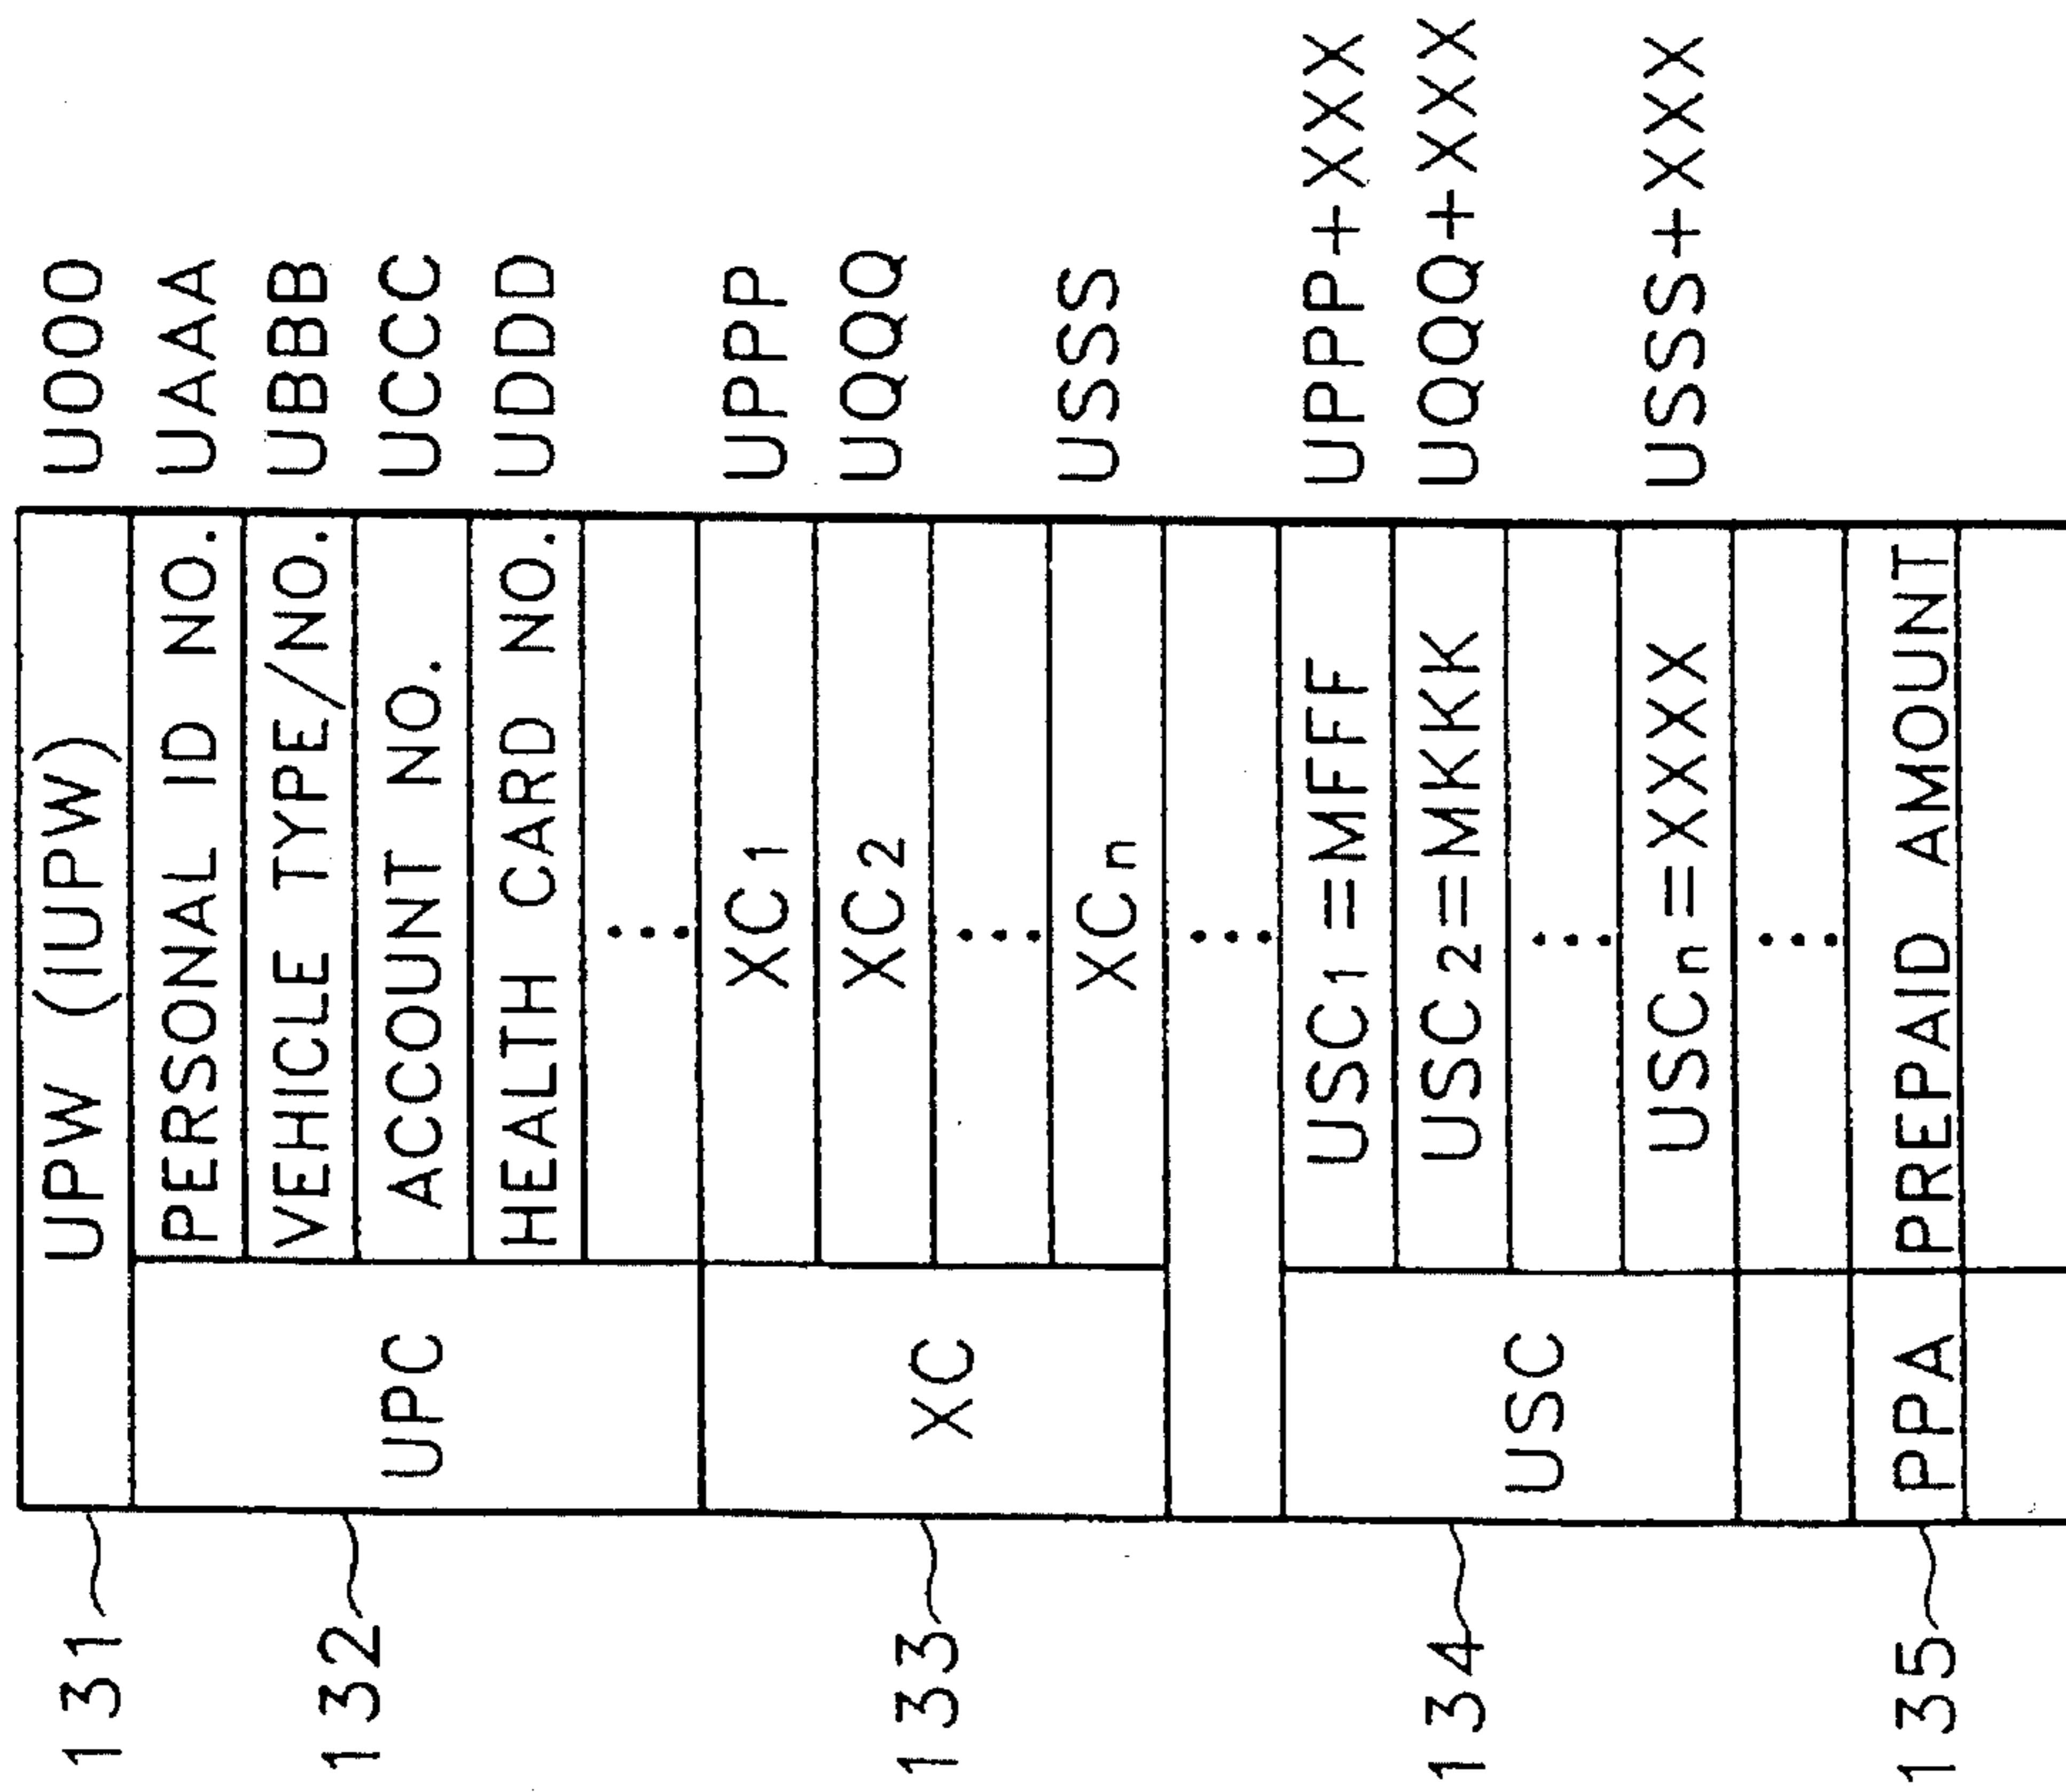 131 UPW (IUPW) U000
PERSONAL ID NO. UAAA
VEHICLE TYPE/NO. UBBB
132 UPC ACCOUNT NO. UCCC
HEALTH CARD NO. UDDD
...
XC1 UPPP
XC2 UQQQ
133 XC ...
XCn USSS
...
USC1=MFFF UPPP+XXX
USC2=MKKK UQQQ+XXX
134 USC ...
USCn=XXXX USSS+XXX
...
135 PPA PREPAID AMOUNT